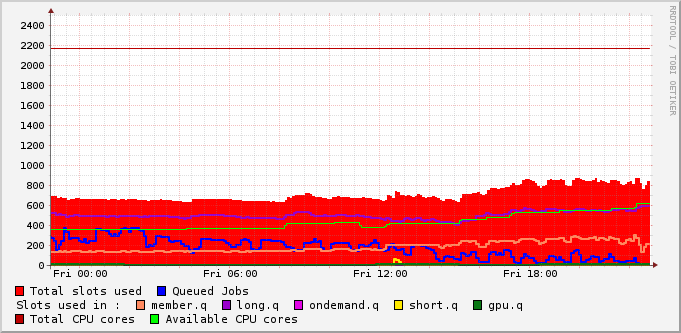 2400
2200
2000
1800
1600
1400
1200
1000
800
600
400
200
0
Fri 00:00 Fri 06:00 Fri 12:00 Fri 18:00
RRDTOOL / TOBI OETIKER
Total slots used Queued Jobs
Slots used in : member.q long.q ondemand.q short.q gpu.q
Total CPU cores Available CPU cores